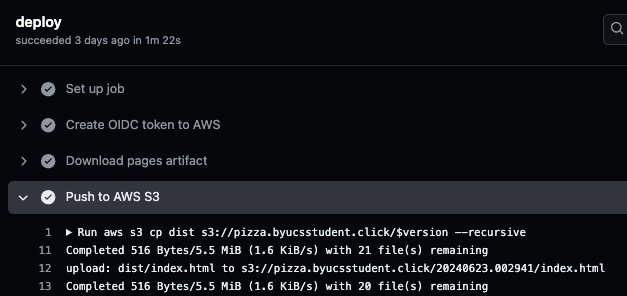 deploy
succeeded 3 days ago in 1m 22s
Set up job
Create OIDC token to AWS
Download pages artifact
Push to AWS S3
1 Run aws s3 cp dist s3://pizza.byucsstudent.click/$version --recursive
11 Completed 516 Bytes/5.5 MiB (1.6 KiB/s) with 21 file(s) remaining
12 upload: dist/index.html to s3://pizza.byucsstudent.click/20240623.002941/index.html
13 Completed 516 Bytes/5.5 MiB (1.6 KiB/s) with 20 file(s) remaining